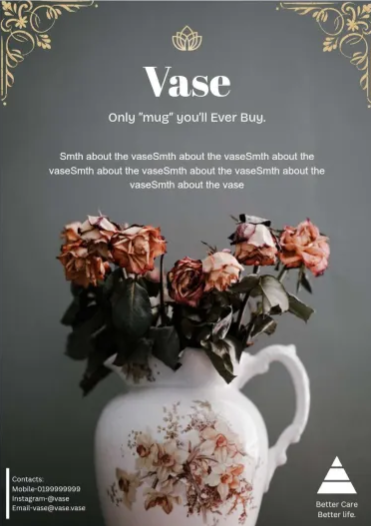 Vase
Only "mug" you'll Ever Buy.
Smth about the vaseSmth about the vaseSmth about the
vaseSmth about the vaseSmth about the vaseSmth about the
vaseSmth about the vase
Contacts:
Mobile-0199999999
Instagram-@vase
Email-vase@vase.vase
Better Care
Better life.